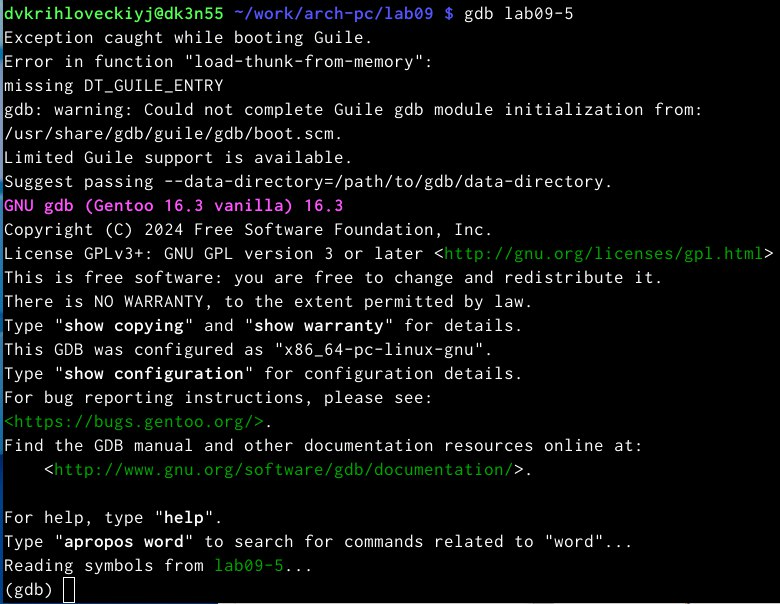 dvkrihloveckiyj@dk3n55 ~/work/arch-pc/lab09 $ gdb lab09-5
Exception caught while booting Guile.
Error in function "load-thunk-from-memory":
missing DT_GUILE_ENTRY
gdb: warning: Could not complete Guile gdb module initialization from:
/usr/share/gdb/guile/gdb/boot.scm.
Limited Guile support is available.
Suggest passing --data-directory=/path/to/gdb/data-directory.
GNU gdb (Gentoo 16.3 vanilla) 16.3
Copyright (C) 2024 Free Software Foundation, Inc.
License GPLv3+: GNU GPL version 3 or later <http://gnu.org/licenses/gpl.html>
This is free software: you are free to change and redistribute it.
There is NO WARRANTY, to the extent permitted by law.
Type "show copying" and "show warranty" for details.
This GDB was configured as "x86_64-pc-linux-gnu".
Type "show configuration" for configuration details.
For bug reporting instructions, please see:
<https://bugs.gentoo.org/>.
Find the GDB manual and other documentation resources online at:
    <http://www.gnu.org/software/gdb/documentation/>.

For help, type "help".
Type "apropos word" to search for commands related to "word"...
Reading symbols from lab09-5...
(gdb)